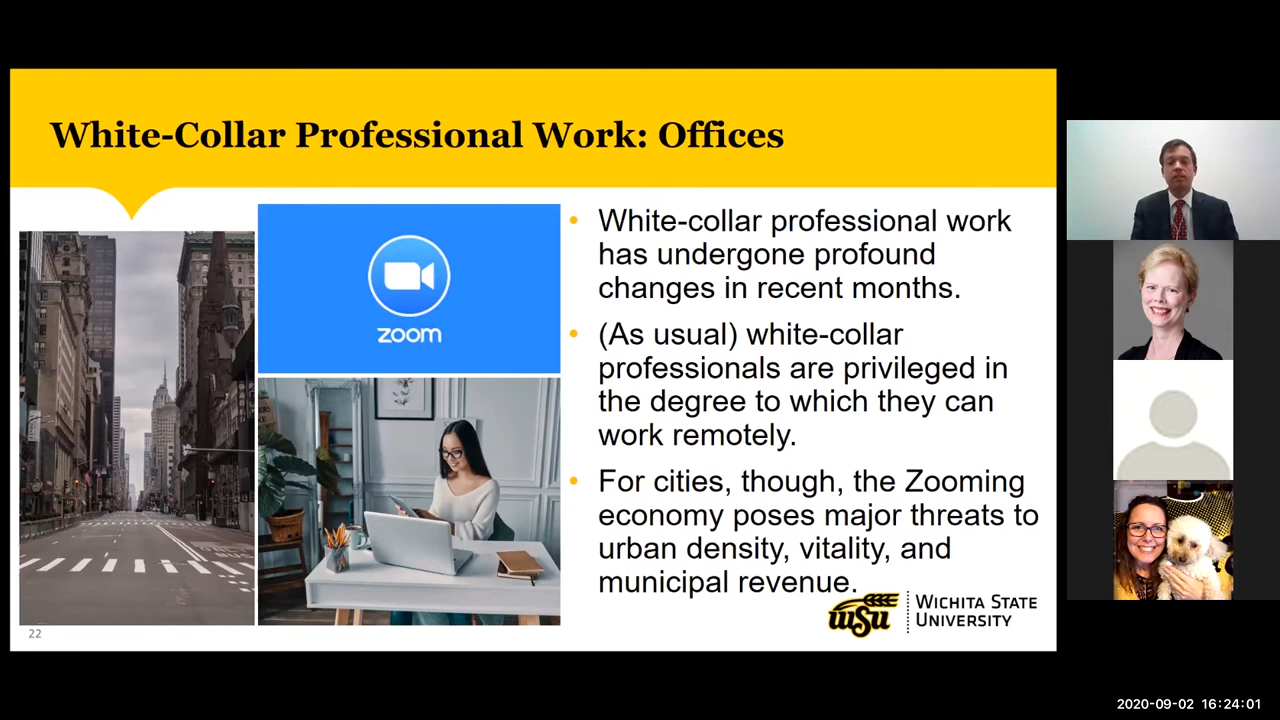 White-Collar Professional Work: Offices
zoom
• White-collar professional work
has undergone profound
changes in recent months.
• (As usual) white-collar
professionals are privileged in
the degree to which they can
work remotely.
• For cities, though, the Zooming
economy poses major threats to
urban density, vitality, and
municipal revenue.
wsu
WICHITA STATE
UNIVERSITY
22
2020-09-02 16:24:01